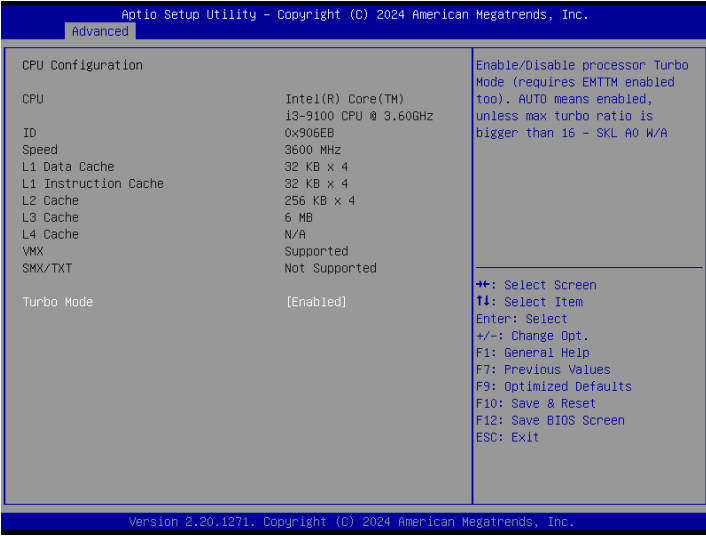 Aptio Setup Utility – Copyright (C) 2024 American Megatrends, Inc.
Advanced
CPU Configuration
CPU Intel(R) Core(TM)
i3-9100 CPU @ 3.60GHz
ID 0x906EB
Speed 3600 MHz
L1 Data Cache 32 KB x 4
L1 Instruction Cache 32 KB x 4
L2 Cache 256 KB x 4
L3 Cache 6 MB
L4 Cache N/A
VMX Supported
SMX/TXT Not Supported
Turbo Mode [Enabled]
Enable/Disable processor Turbo
Mode (requires EMTTM enabled
too). AUTO means enabled,
unless max turbo ratio is
bigger than 16 – SKL A0 W/A
→←: Select Screen
↑↓: Select Item
Enter: Select
+/-: Change Opt.
F1: General Help
F7: Previous Values
F9: Optimized Defaults
F10: Save & Reset
F12: Save BIOS Screen
ESC: Exit
Version 2.20.1271. Copyright (C) 2024 American Megatrends, Inc.